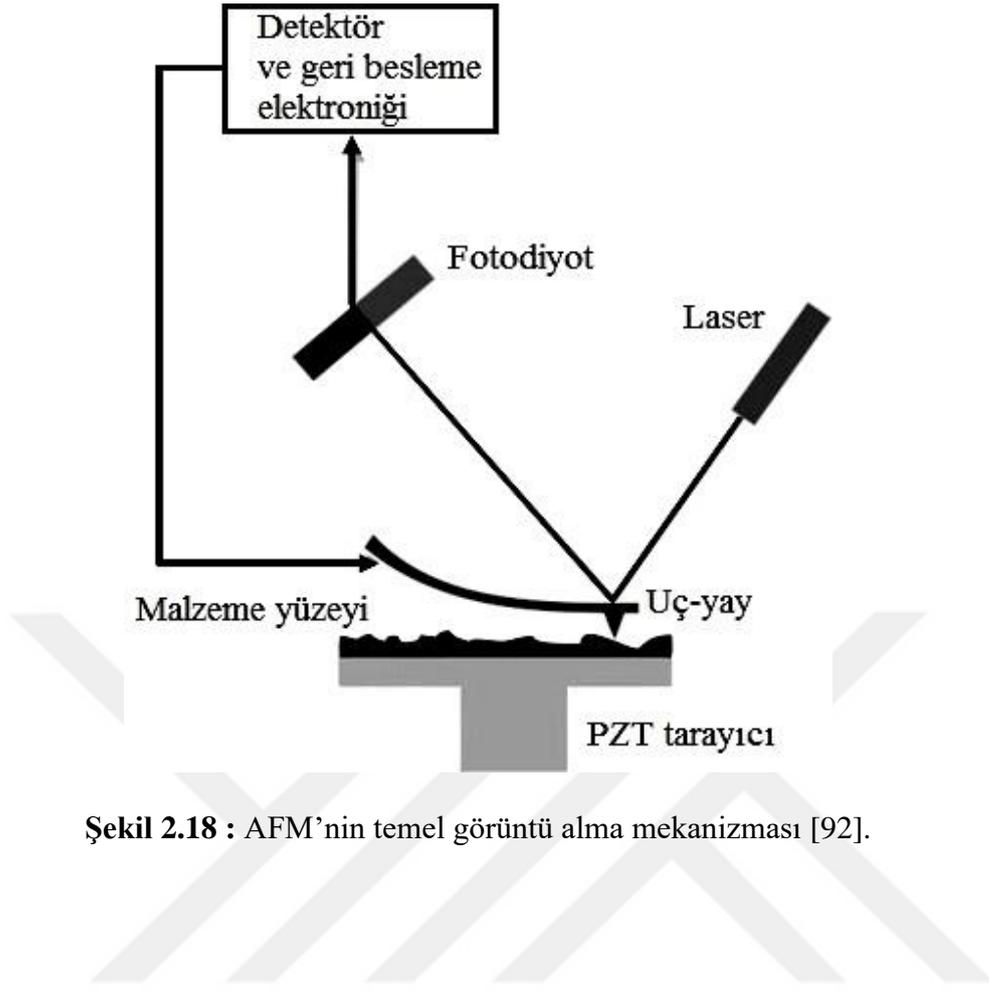 Detektör
ve geri besleme
elektroniği
Fotodiyot
Laser
Malzeme yüzeyi
Uç-yay
PZT tarayıcı
Şekil 2.18 : AFM’nin temel görüntü alma mekanizması [92].